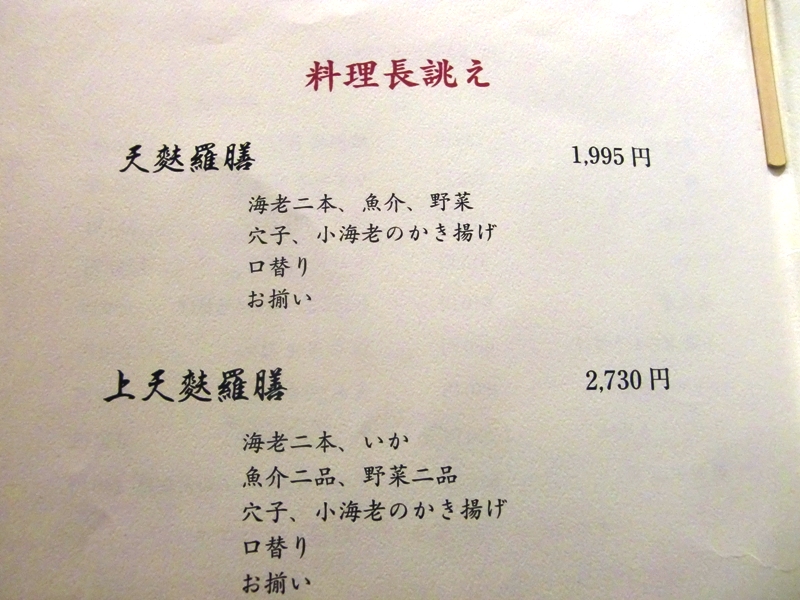 料理長誂え
天麩羅膳 1,995円
海老二本、魚介、野菜
穴子、小海老のかき揚げ
口替り
お揃い
上天麩羅膳 2,730円
海老二本、いか
魚介二品、野菜二品
穴子、小海老のかき揚げ
口替り
お揃い